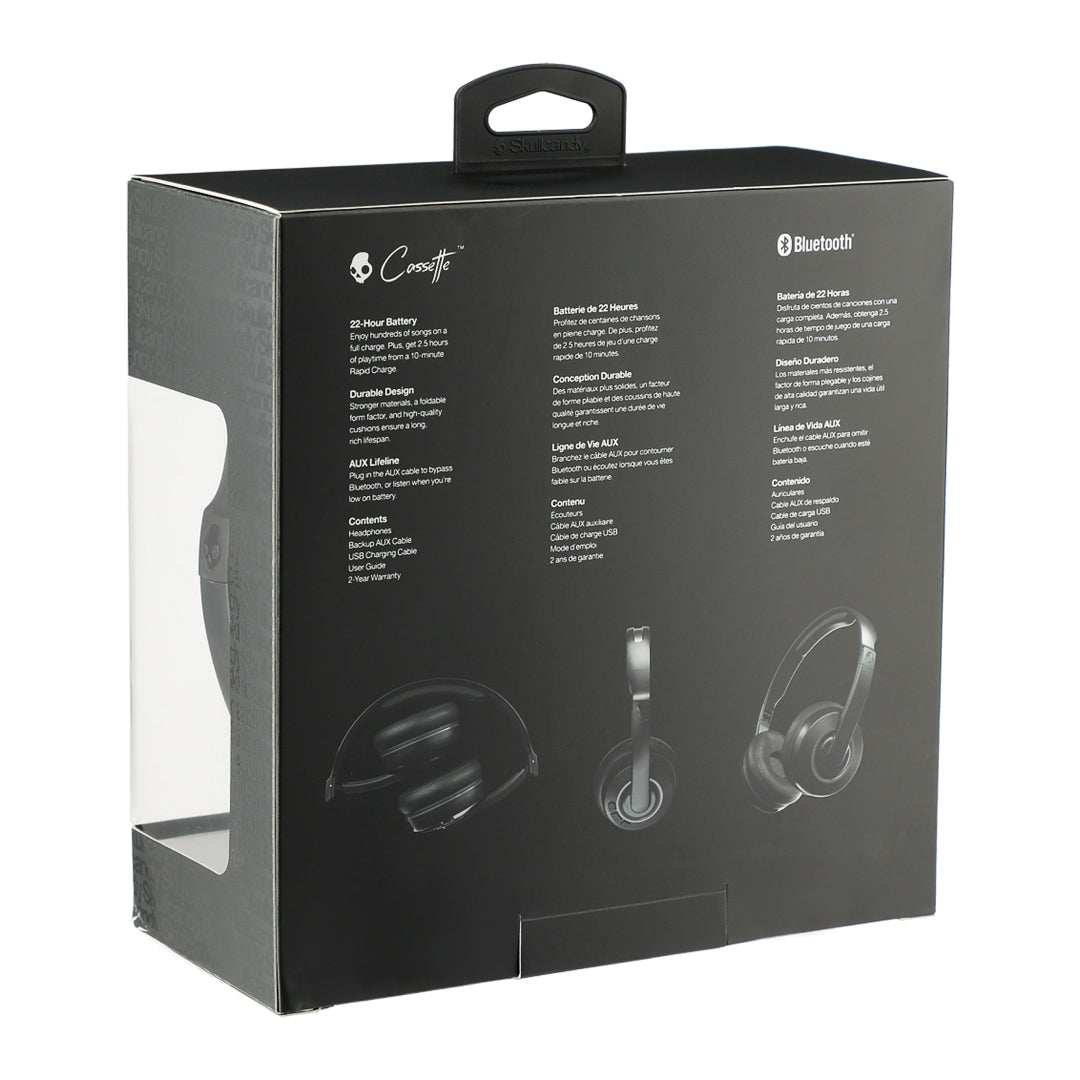 Skullcandy
Cassette™
Bluetooth®
22-Hour Battery
Enjoy hundreds of songs on a
full charge. Plus, get 2.5 hours
of playtime from a 10-minute
Rapid Charge.
Durable Design
Stronger materials, a foldable
form factor, and high-quality
cushions ensure a long,
rich lifespan.
AUX Lifeline
Plug in the AUX cable to bypass
Bluetooth, or listen when you're
low on battery.
Contents
Headphones
Backup AUX Cable
USB Charging Cable
User Guide
2-Year Warranty
Batterie de 22 Heures
Profitez de centaines de chansons
en pleine charge. De plus, profitez
de 2.5 heures de jeu d'une charge
rapide de 10 minutes.
Conception Durable
Des matériaux plus solides, un facteur
de forme pliable et des coussins de haute
qualité garantissent une durée de vie
longue et riche.
Ligne de Vie AUX
Branchez le câble AUX pour contourner
Bluetooth ou écoutez lorsque vous êtes
faible sur la batterie.
Contenu
Écouteurs
Câble AUX auxiliaire
Câble de charge USB
Mode d'emploi
2 ans de garantie
Bateria de 22 Horas
Disfruta de cientos de canciones con una
carga completa. Además, obtenga 2.5
horas de tiempo de juego de una carga
rápida de 10 minutos.
Diseño Duradero
Los materiales más resistentes, el
factor de forma plegable y los cojines
de alta calidad garantizan una vida útil
larga y rica.
Línea de Vida AUX
Enchufe el cable AUX para omitir
Bluetooth o escuche cuando esté
bateria baja.
Contenido
Auriculares
Cable AUX de respaldo
Cable de carga USB
Guía del usuario
2 años de garantía